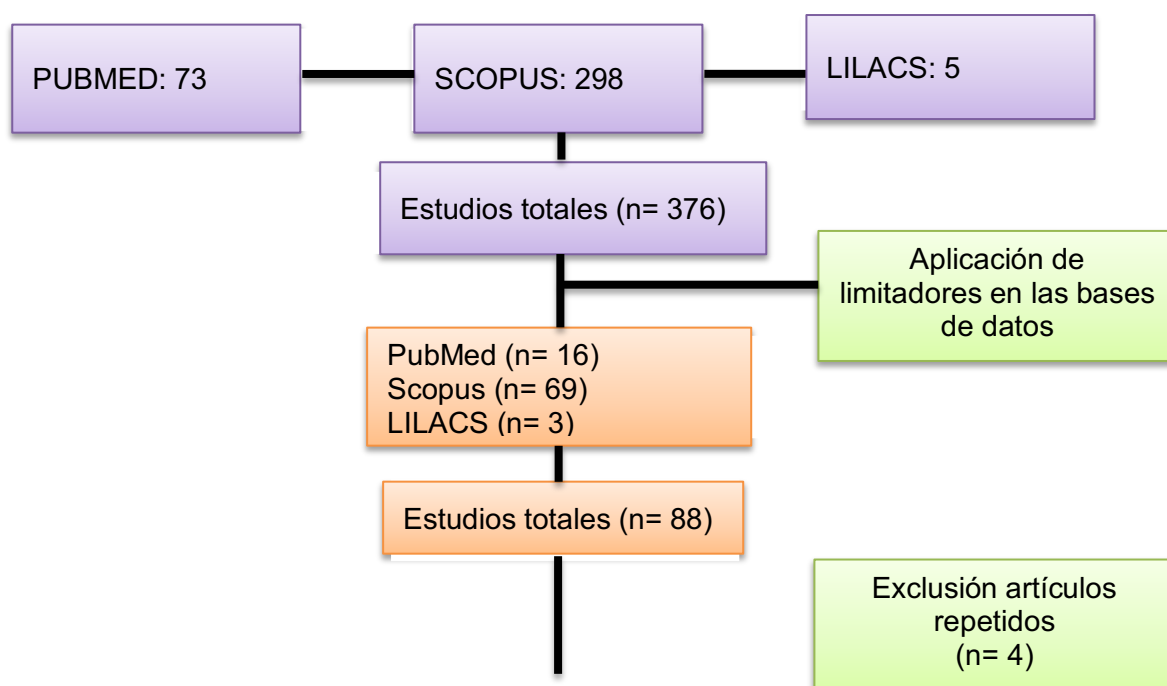 PUBMED: 73
SCOPUS: 298
LILACS: 5
Estudios totales (n= 376)
Aplicación de
limitadores en las bases
de datos
PubMed (n= 16)
Scopus (n= 69)
LILACS (n= 3)
Estudios totales (n= 88)
Exclusión artículos
repetidos
(n= 4)